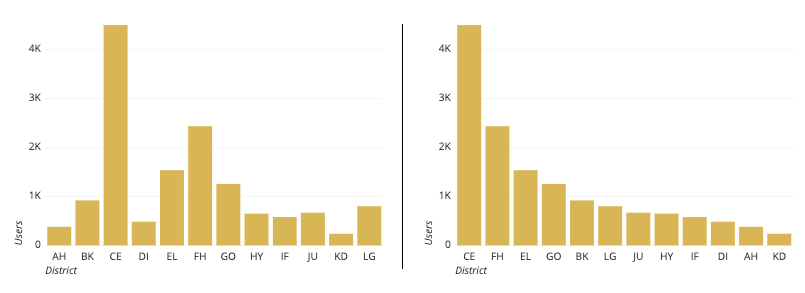 4K
3K
2K
1K
0
Users
AH BK CE DI EL FH GO HY IF JU KD LG
District
4K
3K
2K
1K
0
Users
CE FH EL GO BK LG JU HY IF DI AH KD
District